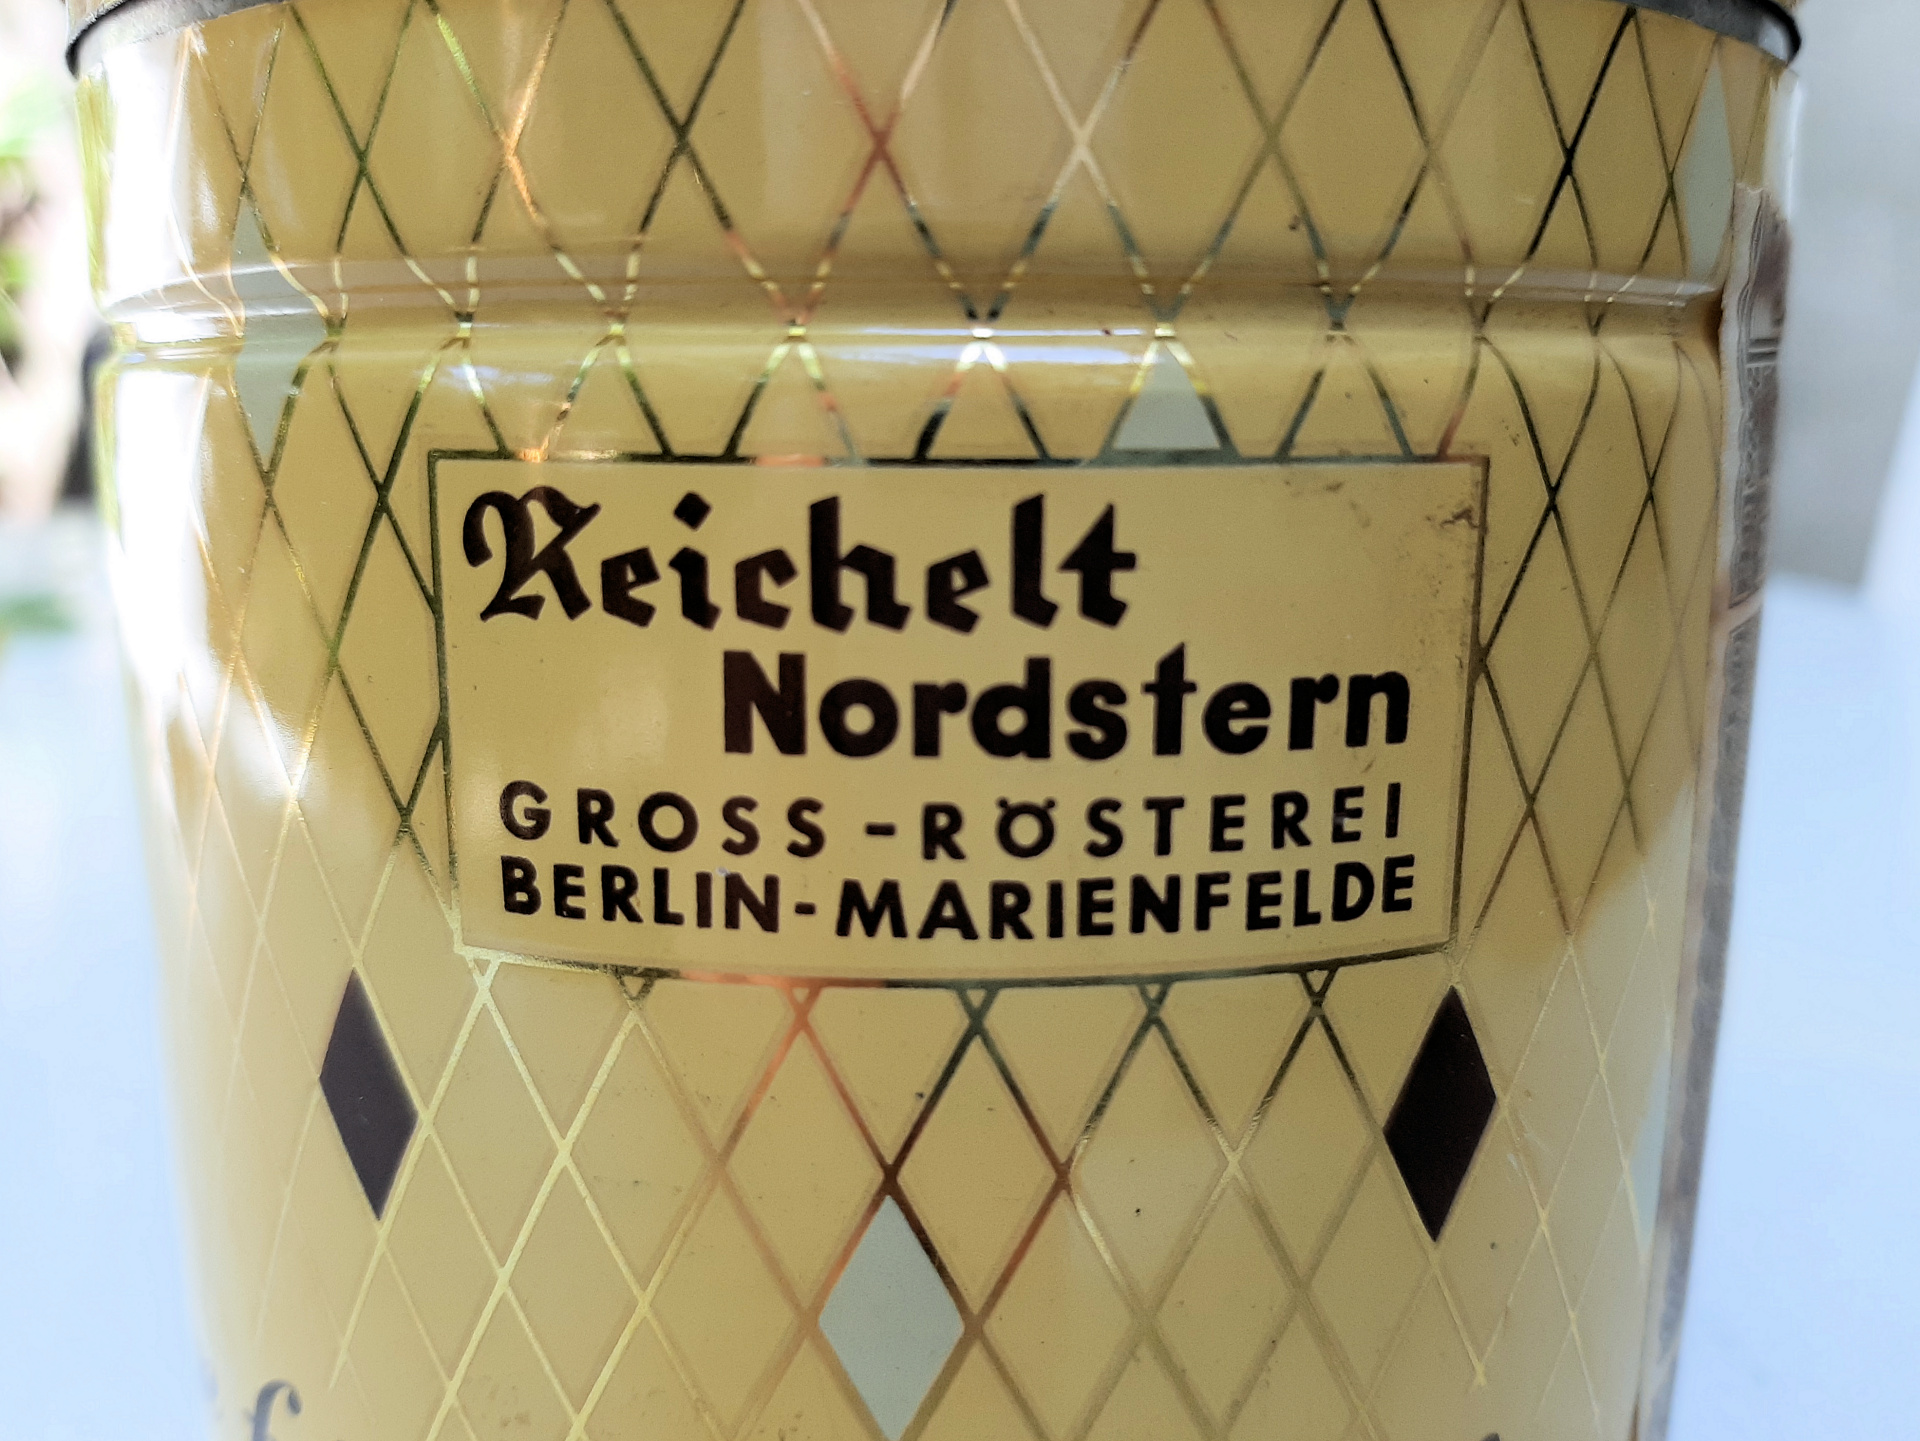 Reichelt
Nordstern
GROSS-RÖSTEREI
BERLIN-MARIENFELDE